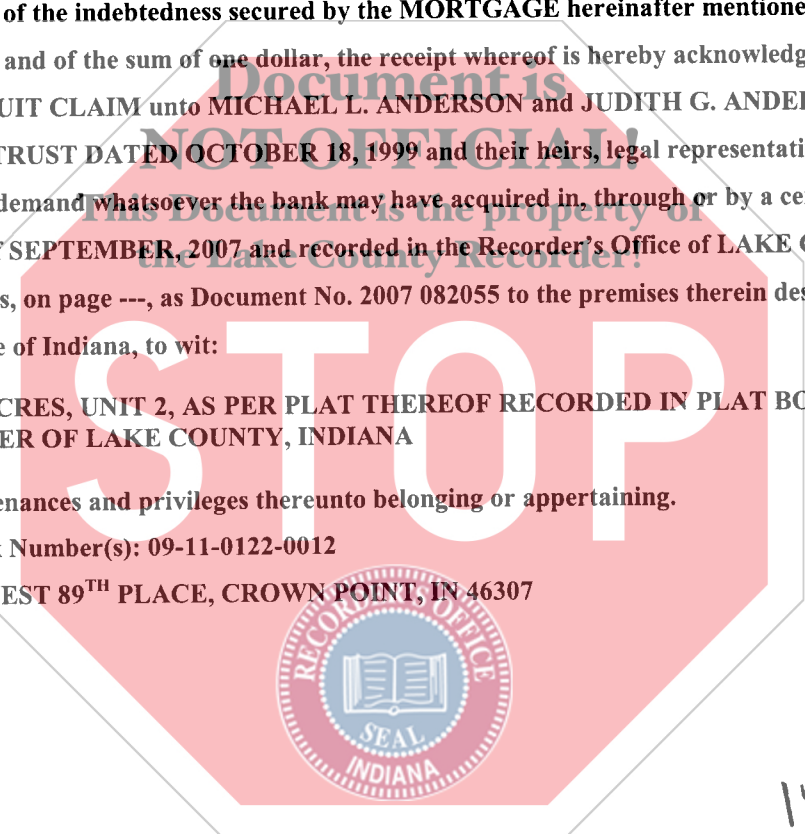 of the indebtedness secured by the MORTGAGE hereinafter mentione
and of the sum of one dollar, the receipt whereof is hereby acknowledg
Document is
UIT CLAIM unto MICHAEL L. ANDERSON and JUDITH G. ANDE
NOT OFFICIAL!
TRUST DATED OCTOBER 18, 1999 and their heirs, legal representati
demand whatsoever the bank may have acquired in, through or by a ce
This Document is the property of
SEPTEMBER, 2007 and recorded in the Recorder's Office of LAKE
the Lake County Recorder!
s, on page ---, as Document No. 2007 082055 to the premises therein des
e of Indiana, to wit:
STOP
CRES, UNIT 2, AS PER PLAT THEREOF RECORDED IN PLAT BO
ER OF LAKE COUNTY, INDIANA
enances and privileges thereunto belonging or appertaining.
Number(s): 09-11-0122-0012
EST 89TH PLACE, CROWN POINT, IN 46307
RECORDER'S OFFICE
SEAL
INDIANA